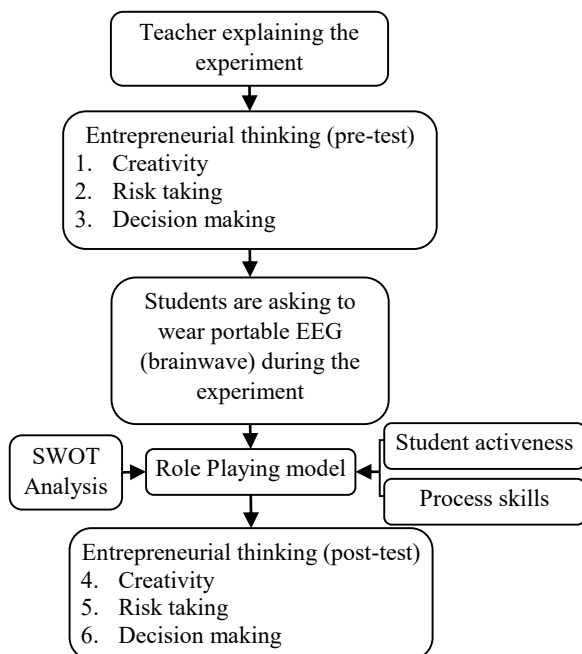 Teacher explaining the
experiment
Entrepreneurial thinking (pre-test)
1. Creativity
2. Risk taking
3. Decision making
Students are asking to
wear portable EEG
(brainwave) during the
experiment
SWOT
Analysis
Role Playing model
Student activeness
Process skills
Entrepreneurial thinking (post-test)
4. Creativity
5. Risk taking
6. Decision making